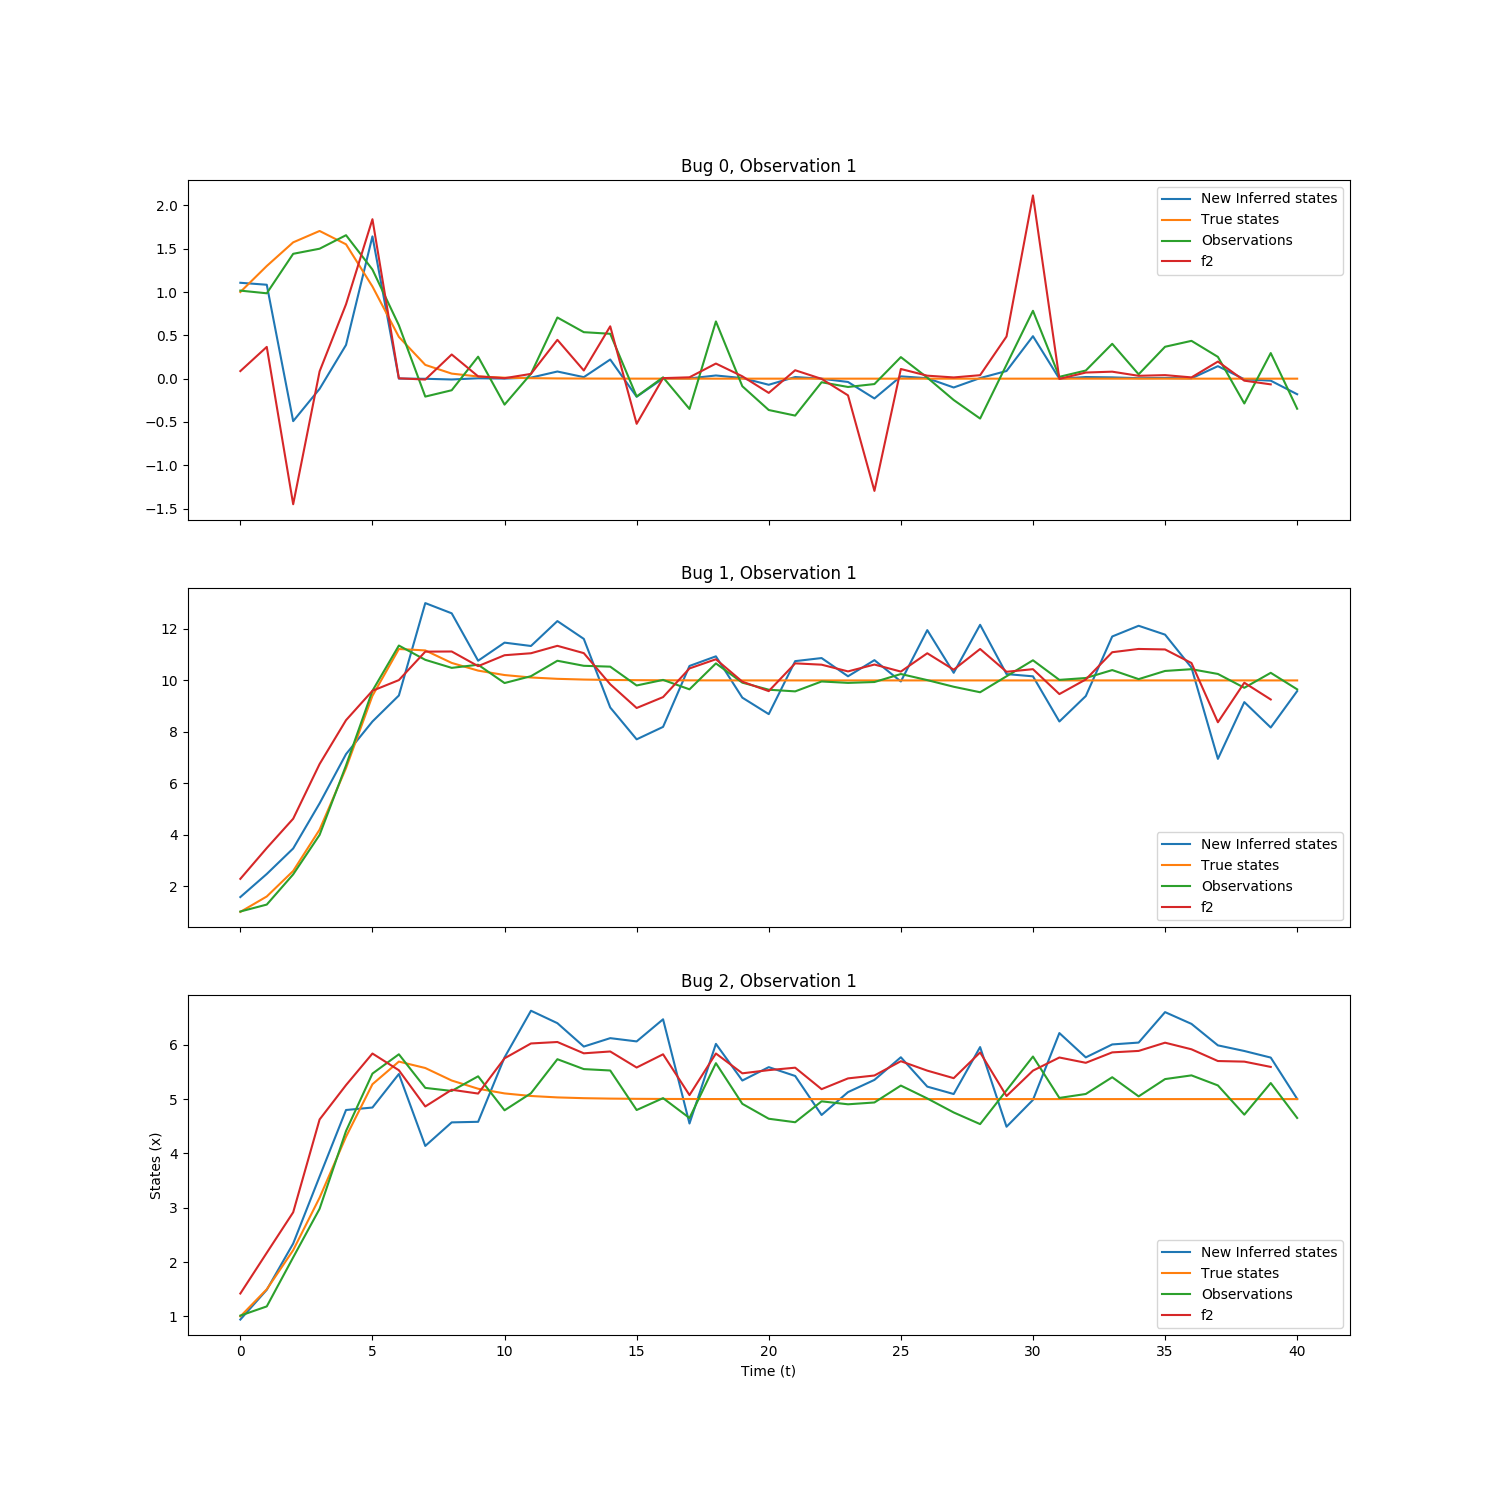 Bug 0, Observation 1
2.0
1.5
1.0
0.5
0.0
−0.5
−1.0
−1.5
New Inferred states
True states
Observations
f2
Bug 1, Observation 1
12
10
8
6
4
2
New Inferred states
True states
Observations
f2
Bug 2, Observation 1
States (x)
6
5
4
3
2
1
New Inferred states
True states
Observations
f2
0 5 10 15 20 25 30 35 40
Time (t)